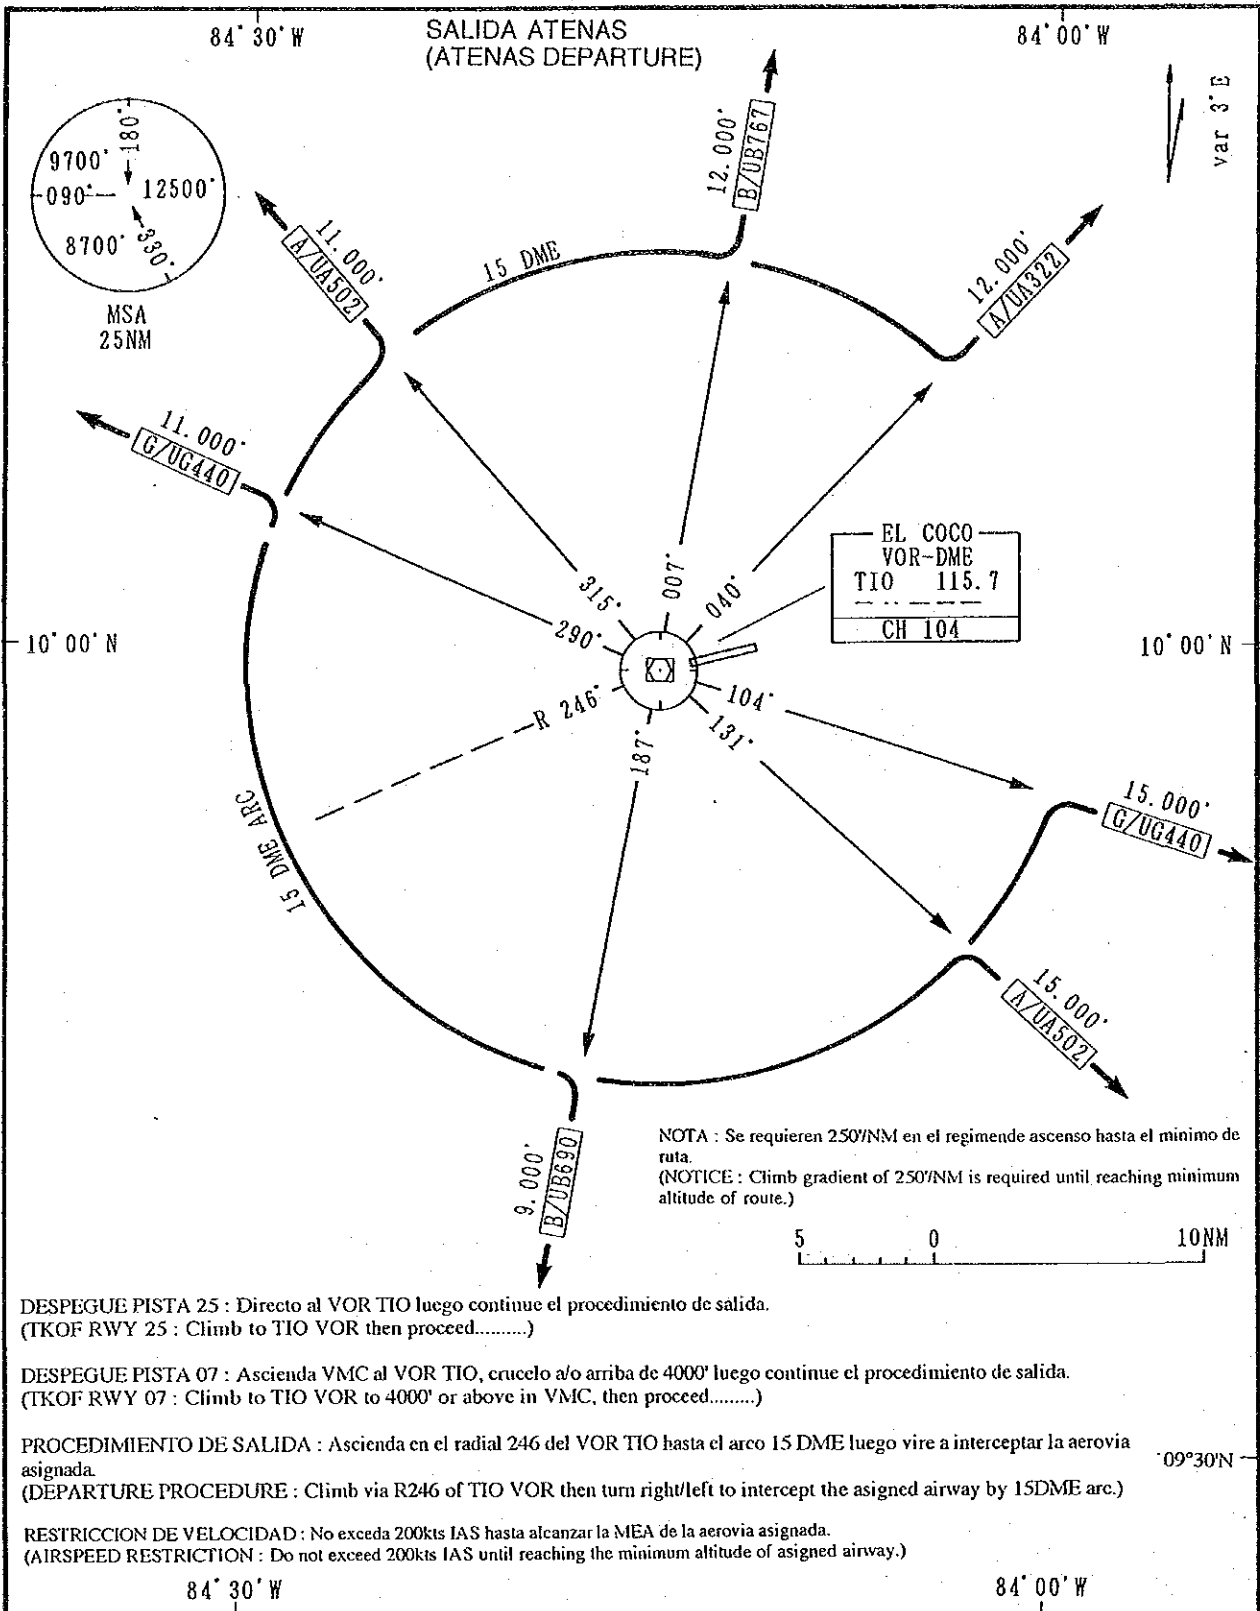 84° 30' W
SALIDA ATENAS
(ATENAS DEPARTURE)
84° 00' W
var 3° E
180°
9700'
090°
12500'
8700'
330°
MSA
25NM
12.000'
B/UB767
11.000'
A/UA502
15 DME
12.000'
A/UA322
11.000'
G/UG440
EL COCO
VOR-DME
TIO 115.7
CH 104
315°
007°
040°
290°
10° 00' N
10° 00' N
R 246°
104°
131°
187°
15.000'
G/UG440
15 DME ARC
15.000'
A/UA502
9.000'
B/UB690
NOTA : Se requieren 250'/NM en el regimende ascenso hasta el minimo de
ruta.
(NOTICE : Climb gradient of 250'/NM is required until reaching minimum
altitude of route.)
5 0 10NM
DESPEGUE PISTA 25 : Directo al VOR TIO luego continue el procedimiento de salida.
(TKOF RWY 25 : Climb to TIO VOR then proceed..........)
DESPEGUE PISTA 07 : Ascienda VMC al VOR TIO, crucelo a/o arriba de 4000' luego continue el procedimiento de salida.
(TKOF RWY 07 : Climb to TIO VOR to 4000' or above in VMC, then proceed.........)
PROCEDIMIENTO DE SALIDA : Ascienda en el radial 246 del VOR TIO hasta el arco 15 DME luego vire a interceptar la aerovia
asignada.
09°30'N
(DEPARTURE PROCEDURE : Climb via R246 of TIO VOR then turn right/left to intercept the asigned airway by 15DME arc.)
RESTRICCION DE VELOCIDAD : No exceda 200kts IAS hasta alcanzar la MEA de la aerovia asignada.
(AIRSPEED RESTRICTION : Do not exceed 200kts IAS until reaching the minimum altitude of asigned airway.)
84° 30' W
84° 00' W